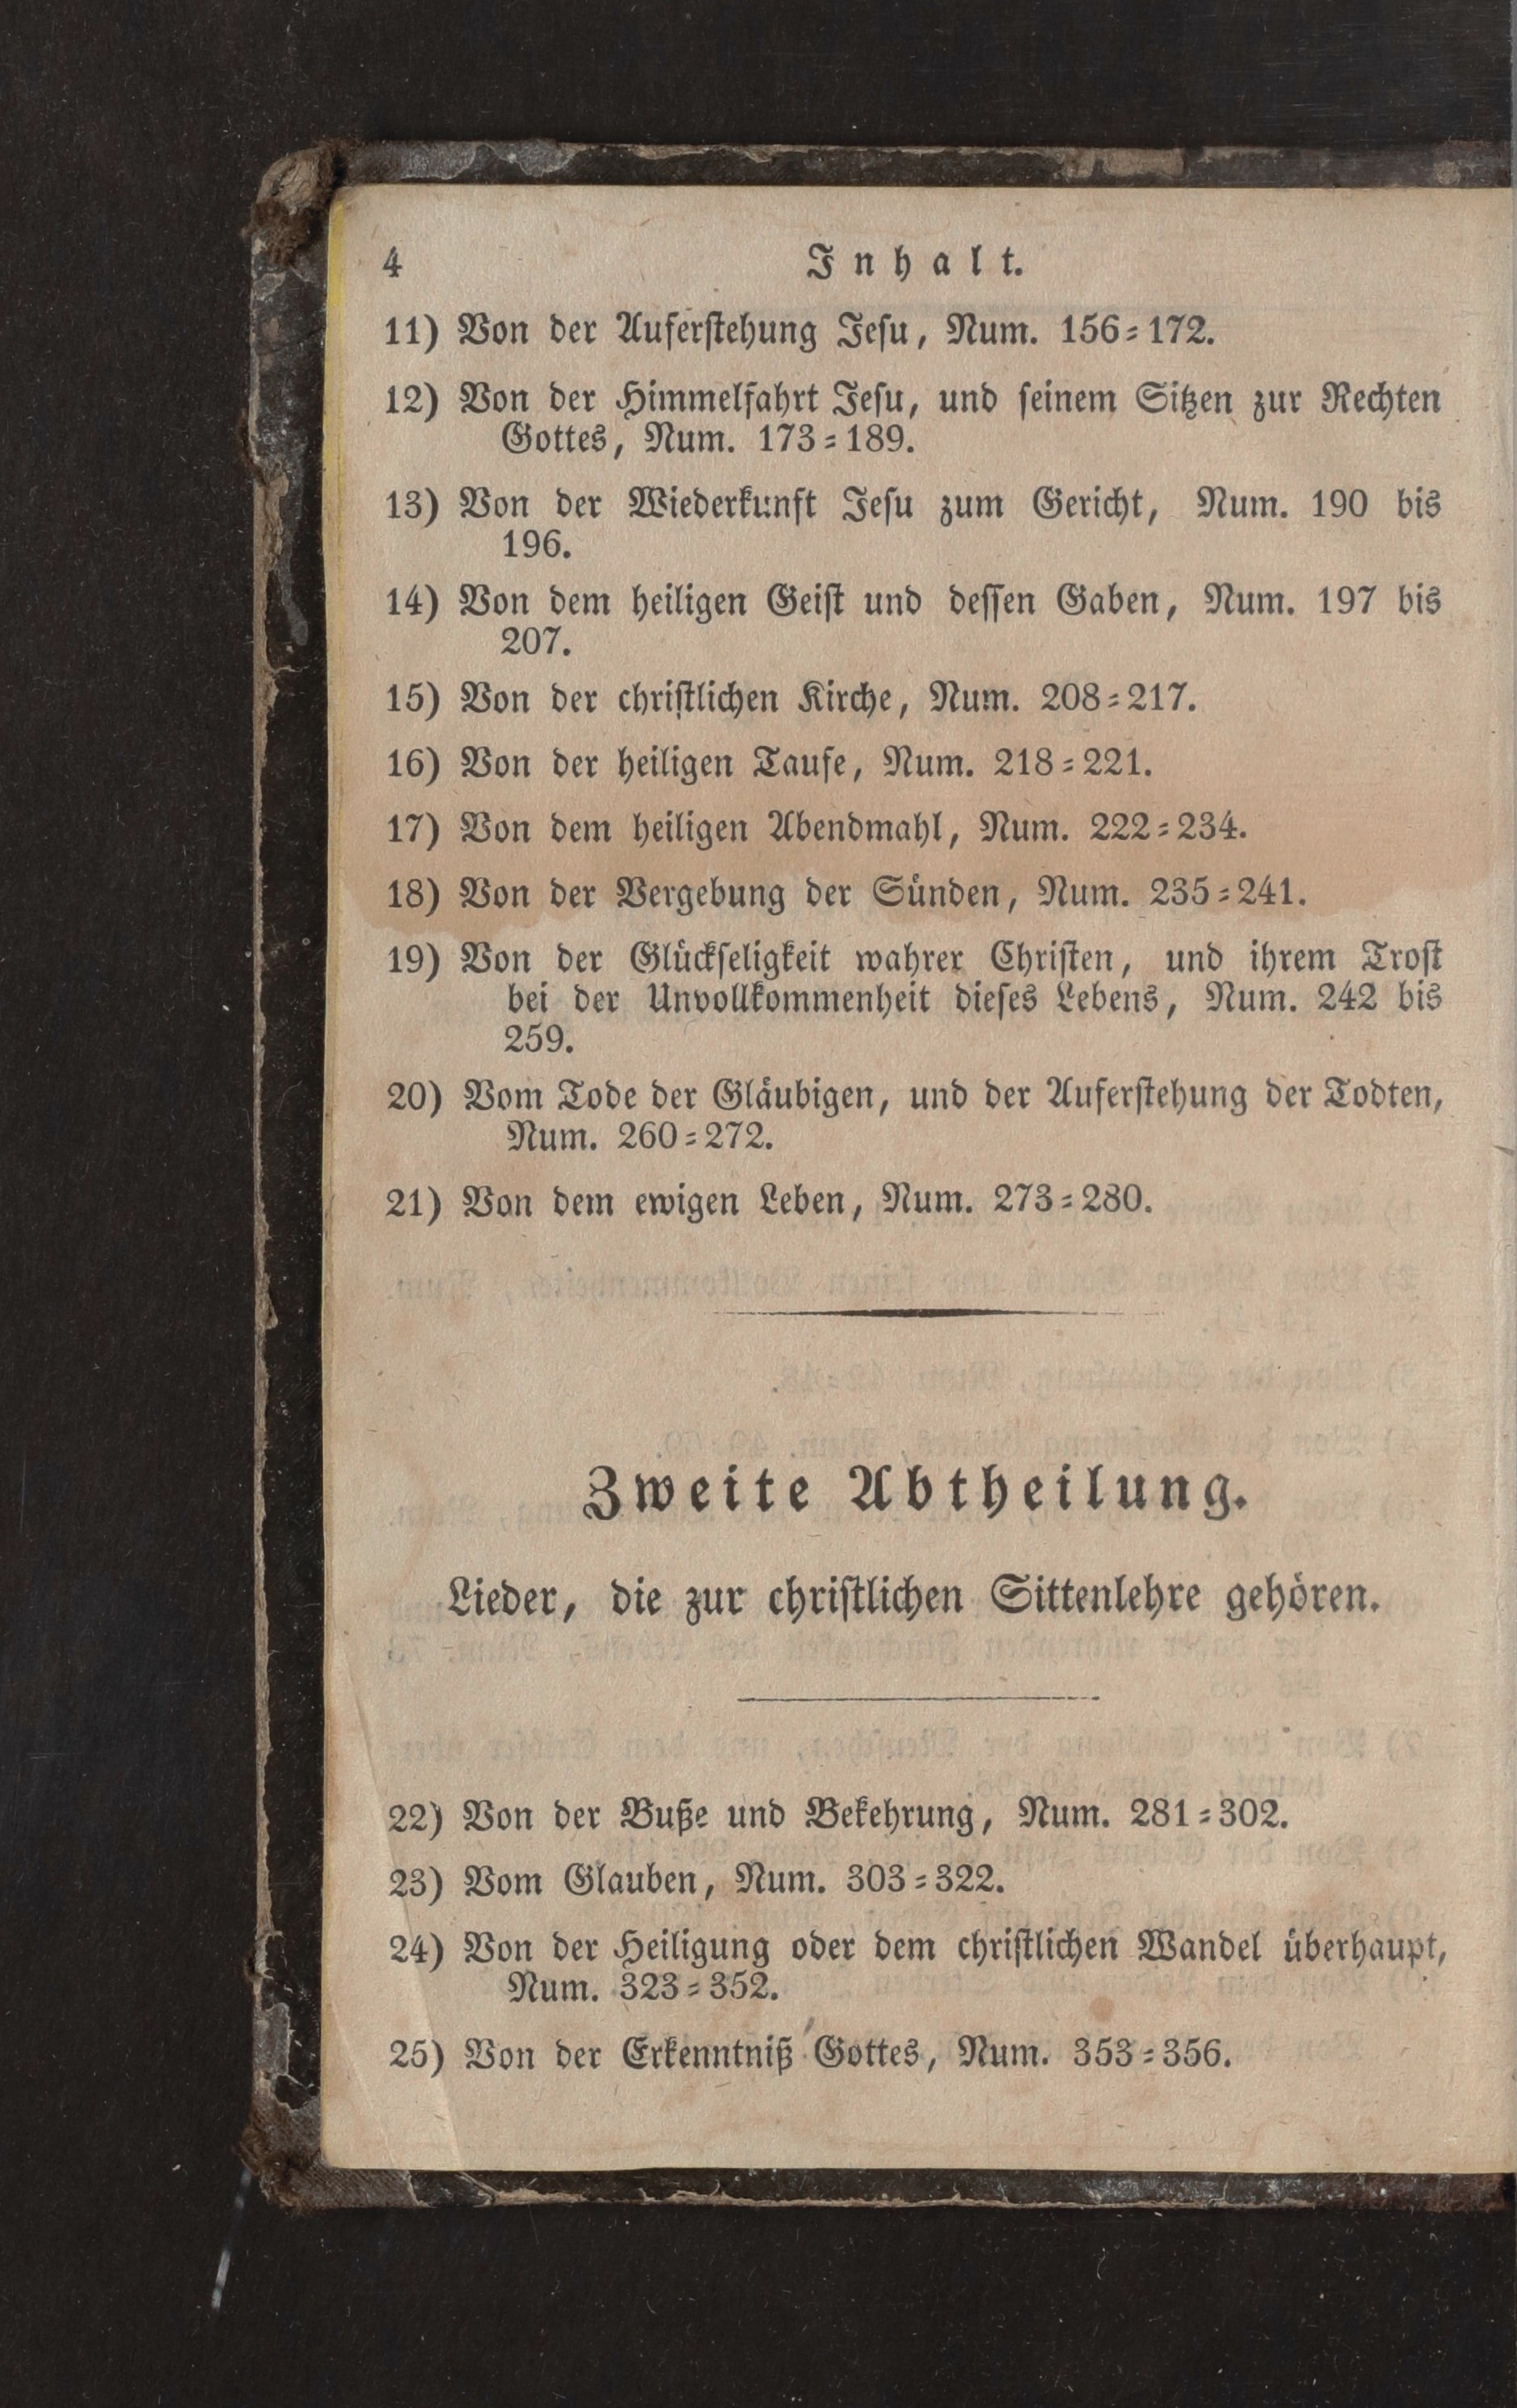 4 Inhalt.
11) Von der Auferstehung Jesu, Num. 156=172.
12) Von der Himmelfahrt Jesu, und seinem Sitzen zur Rechten
Gottes, Num. 173=189.
13) Von der Wiederkunft Jesu zum Gericht, Num. 190 bis
196.
14) Von dem heiligen Geist und dessen Gaben, Num. 197 bis
207.
15) Von der christlichen Kirche, Num. 208=217.
16) Von der heiligen Taufe, Num. 218=221.
17) Von dem heiligen Abendmahl, Num. 222=234.
18) Von der Vergebung der Sünden, Num. 235=241.
19) Von der Glückseligkeit wahrer Christen, und ihrem Trost
bei der Unvollkommenheit dieses Lebens, Num. 242 bis
259.
20) Vom Tode der Gläubigen, und der Auferstehung der Todten,
Num. 260=272.
21) Von dem ewigen Leben, Num. 273=280.
Zweite Abtheilung.
Lieder, die zur christlichen Sittenlehre gehören.
22) Von der Buße und Bekehrung, Num. 281=302.
23) Vom Glauben, Num. 303=322.
24) Von der Heiligung oder dem christlichen Wandel überhaupt,
Num. 323=352.
25) Von der Erkenntniß Gottes, Num. 353=356.